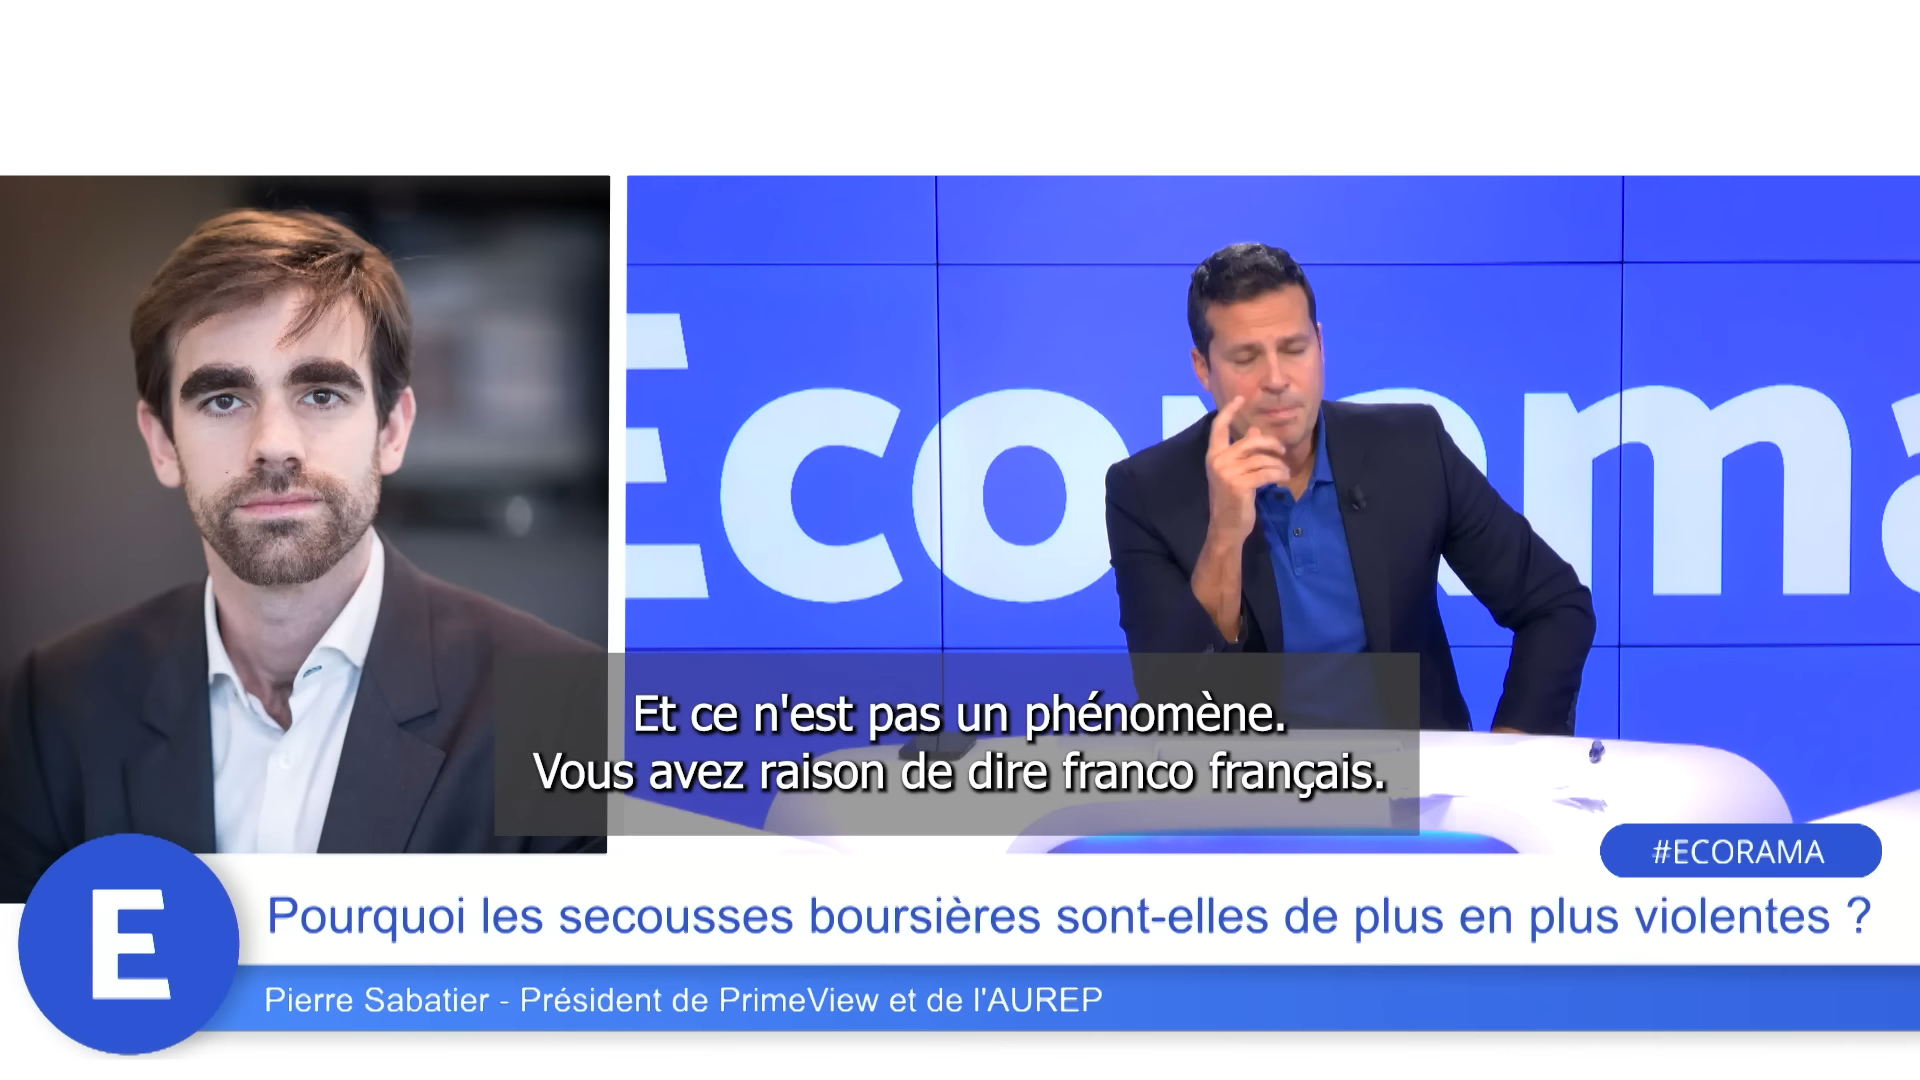 Ecorama
Et ce n'est pas un phénomène.
Vous avez raison de dire franco français.
#ECORAMA
E
Pourquoi les secousses boursières sont-elles de plus en plus violentes ?
Pierre Sabatier - Président de PrimeView et de l'AUREP